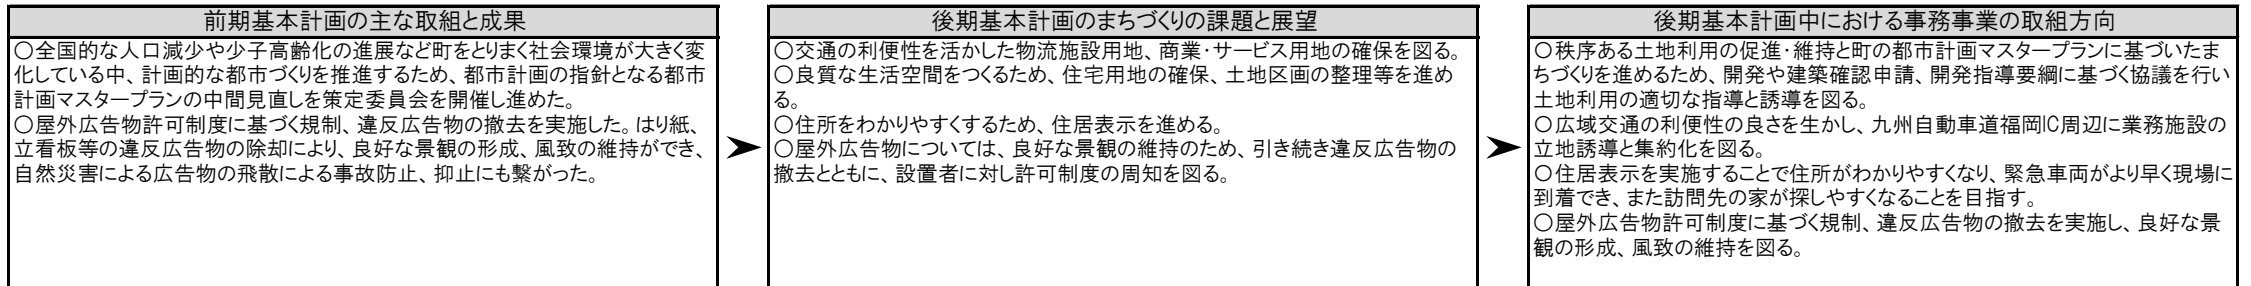 前期基本計画の主な取組と成果
○全国的な人口減少や少子高齢化の進展など町をとりまく社会環境が大きく変
化している中、計画的な都市づくりを推進するため、都市計画の指針となる都市
計画マスタープランの中間見直しを策定委員会を開催し進めた。
○屋外広告物許可制度に基づく規制、違反広告物の撤去を実施した。はり紙、
立看板等の違反広告物の除却により、良好な景観の形成、風致の維持ができ、
自然災害による広告物の飛散による事故防止、抑止にも繋がった。
後期基本計画のまちづくりの課題と展望
○交通の利便性を活かした物流施設用地、商業・サービス用地の確保を図る。
○良質な生活空間をつくるため、住宅用地の確保、土地区画の整理等を進め
る。
○住所をわかりやすくするため、住居表示を進める。
○屋外広告物については、良好な景観の維持のため、引き続き違反広告物の
撤去とともに、設置者に対し許可制度の周知を図る。
後期基本計画中における事務事業の取組方向
○秩序ある土地利用の促進・維持と町の都市計画マスタープランに基づいたま
ちづくりを進めるため、開発や建築確認申請、開発指導要綱に基づく協議を行い
土地利用の適切な指導と誘導を図る。
○広域交通の利便性の良さを生かし、九州自動車道福岡IC周辺に業務施設の
立地誘導と集約化を図る。
○住居表示を実施することで住所がわかりやすくなり、緊急車両がより早く現場に
到着でき、また訪問先の家が探しやすくなることを目指す。
○屋外広告物許可制度に基づく規制、違反広告物の撤去を実施し、良好な景
観の形成、風致の維持を図る。